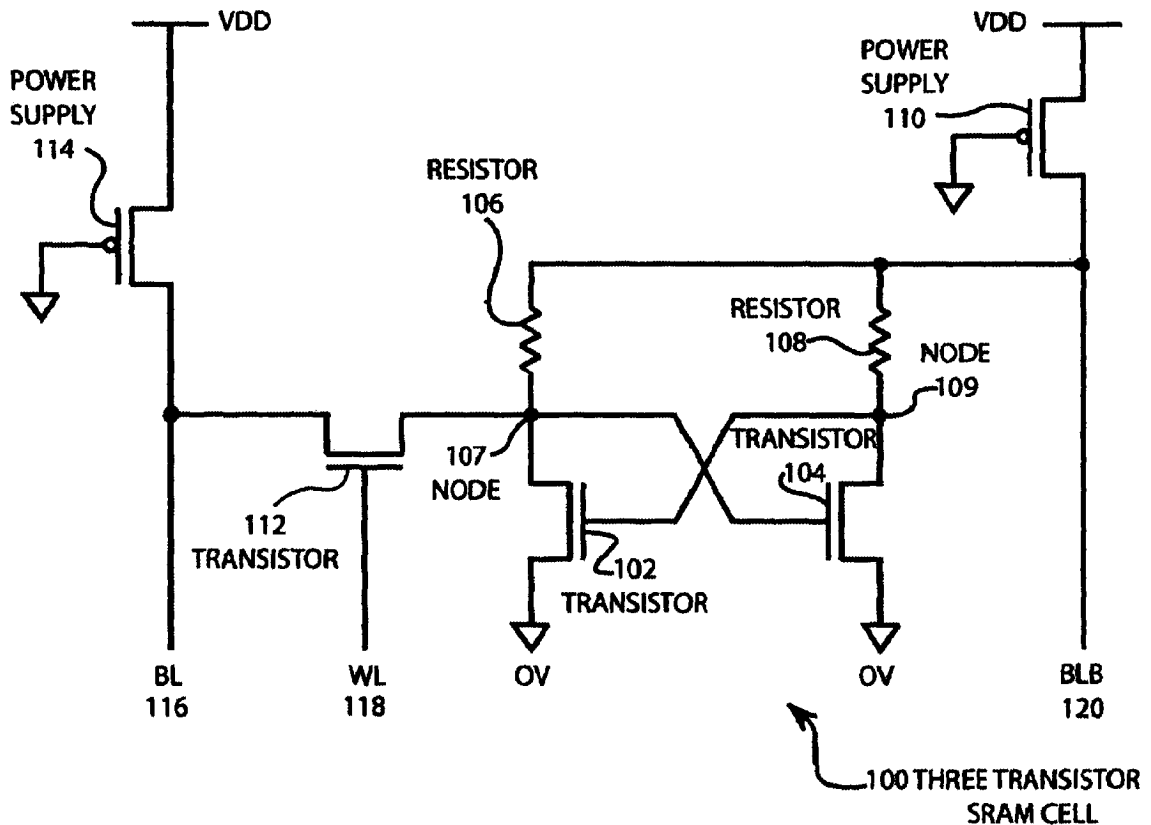 VDD
VDD
POWER
SUPPLY
114
POWER
SUPPLY
110
RESISTOR
106
RESISTOR
108
NODE
109
TRANSISTOR
104
107
NODE
112
TRANSISTOR
102
TRANSISTOR
BL
116
WL
118
OV
OV
BLB
120
100 THREE TRANSISTOR
SRAM CELL